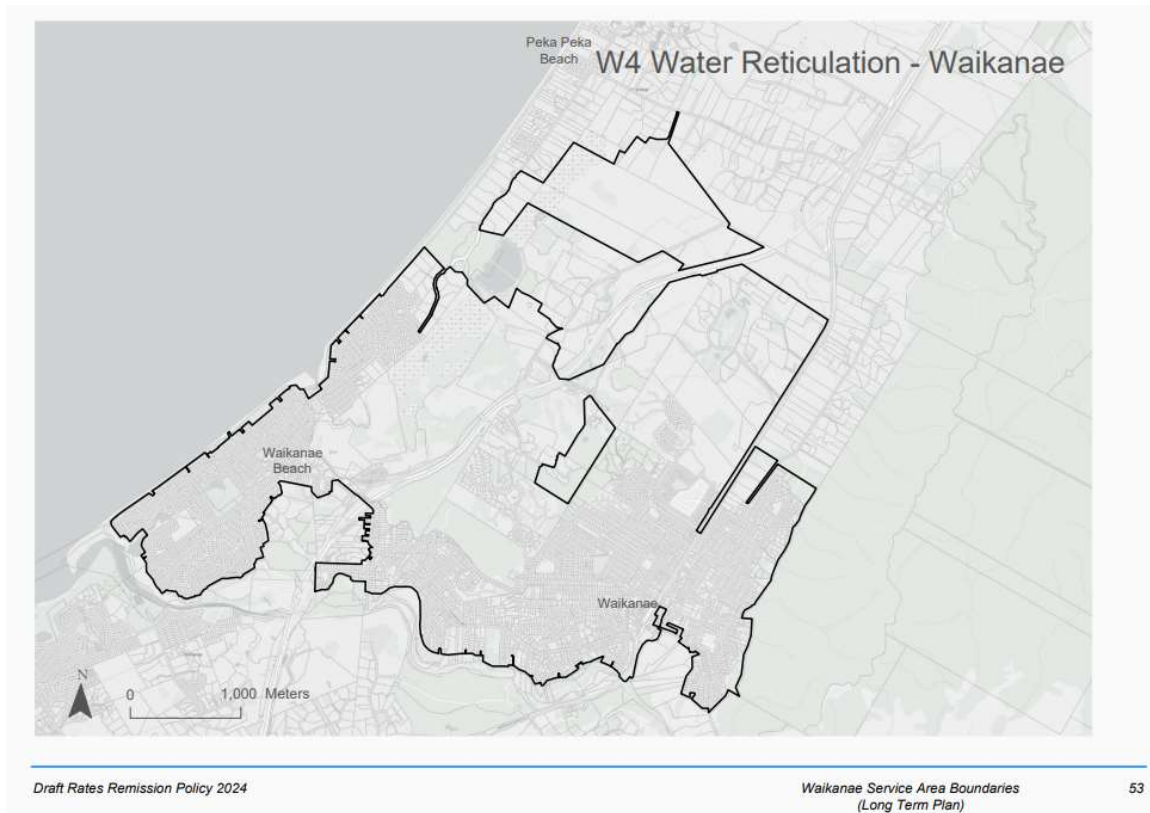 Peka Peka
Beach
W4 Water Reticulation - Waikanae
Waikanae
Beach
Waikanae
N
0 1,000 Meters
Draft Rates Remission Policy 2024
Waikanae Service Area Boundaries
(Long Term Plan)
53